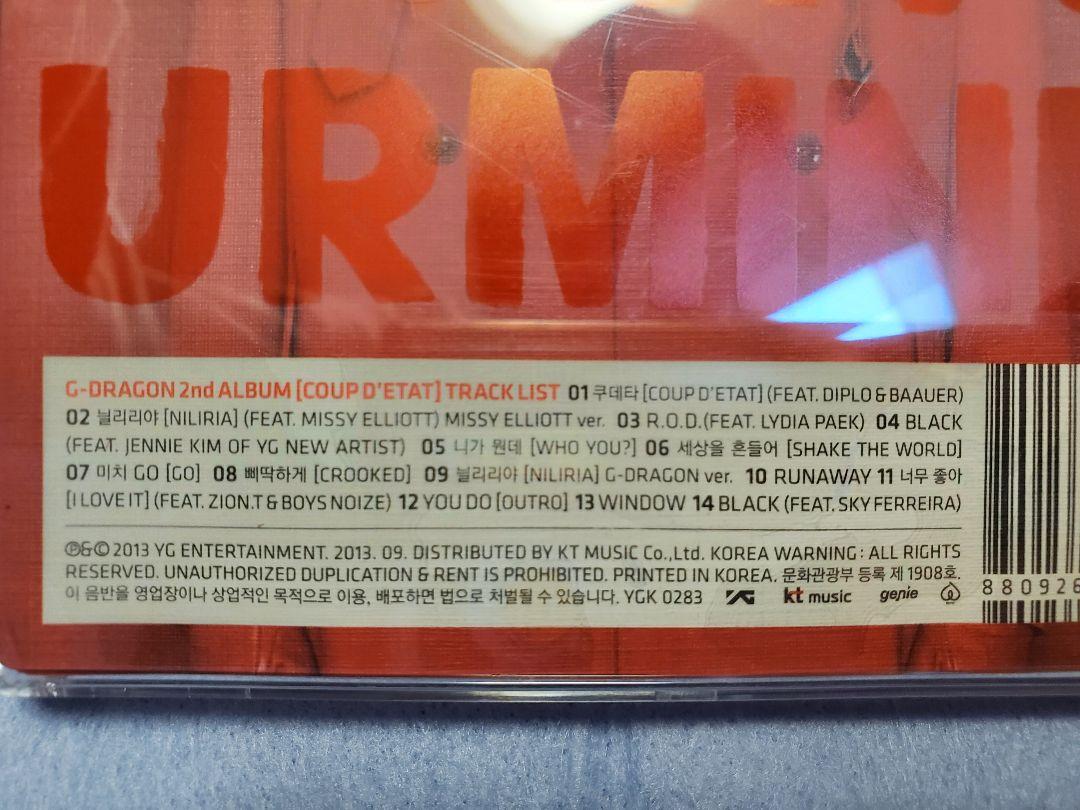 URMIN
G-DRAGON 2nd ALBUM [COUP D'ETAT] TRACK LIST 01 쿠데타 [COUP D'ETAT] (FEAT. DIPLO & BAAUER)
02 늴리리야 [NILIRIA] (FEAT. MISSY ELLIOTT) MISSY ELLIOTT ver. 03 R.O.D.(FEAT. LYDIA PAEK) 04 BLACK
(FEAT. JENNIE KIM OF YG NEW ARTIST) 05 니가 뭔데 [WHO YOU?] 06 세상을 흔들어 [SHAKE THE WORLD]
07 미치 GO [GO] 08 삐딱하게 [CROOKED] 09 늴리리야 [NILIRIA] G-DRAGON ver. 10 RUNAWAY 11 너무 좋아
[I LOVE IT] (FEAT. ZION.T & BOYS NOIZE) 12 YOU DO [OUTRO] 13 WINDOW 14 BLACK (FEAT. SKY FERREIRA)
℗&© 2013 YG ENTERTAINMENT. 2013. 09. DISTRIBUTED BY KT MUSIC Co.,Ltd. KOREA WARNING : ALL RIGHTS
RESERVED. UNAUTHORIZED DUPLICATION & RENT IS PROHIBITED. PRINTED IN KOREA. 문화관광부 등록 제 1908호.
이 음반을 영업장이나 상업적인 목적으로 이용, 배포하면 법으로 처벌될 수 있습니다. YGK 0283 YG kt music genie
880926